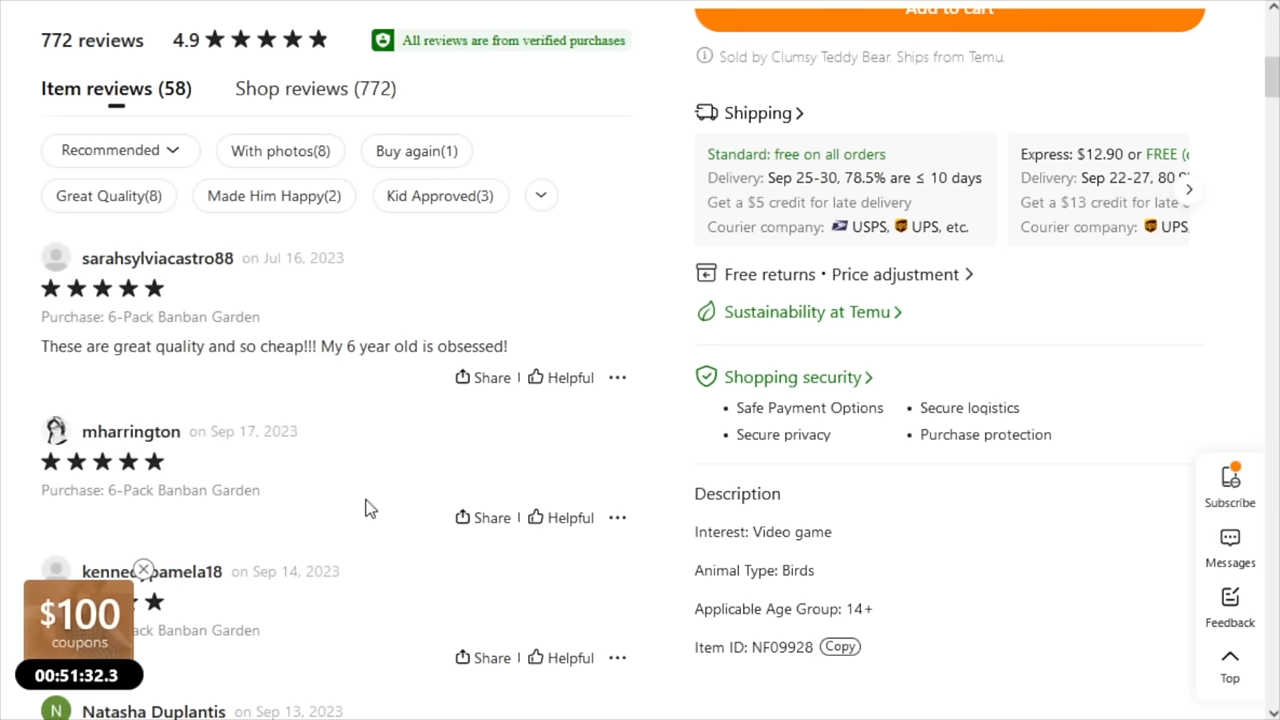 772 reviews 4.9
All reviews are from verified purchases
Item reviews (58) Shop reviews (772)
Recommended With photos(8) Buy again(1)
Great Quality(8) Made Him Happy(2) Kid Approved(3)
sarahsylviacastro88 on Jul 16, 2023
Purchase: 6-Pack Banban Garden
These are great quality and so cheap!!! My 6 year old is obsessed!
Share | Helpful
mharrington on Sep 17, 2023
Purchase: 6-Pack Banban Garden
Share | Helpful
pamela18 on Sep 14, 2023
Banban Garden
Share | Helpful
N Natasha Duplantis on Sep 13, 2023
$100
coupons
00:51:32.3
Add to cart
Sold by Clumsy Teddy Bear. Ships from Temu.
Shipping
Standard: free on all orders
Delivery: Sep 25-30, 78.5% are ≤ 10 days
Get a $5 credit for late delivery
Courier company: USPS, UPS, etc.
Express: $12.90 or FREE
Delivery: Sep 22-27,
Get a $13 credit for late
Courier company: UPS,
Free returns • Price adjustment
Sustainability at Temu
Shopping security
• Safe Payment Options • Secure logistics
• Secure privacy • Purchase protection
Description
Interest: Video game
Animal Type: Birds
Applicable Age Group: 14+
Item ID: NF09928 Copy
Subscribe
Messages
Feedback
Top